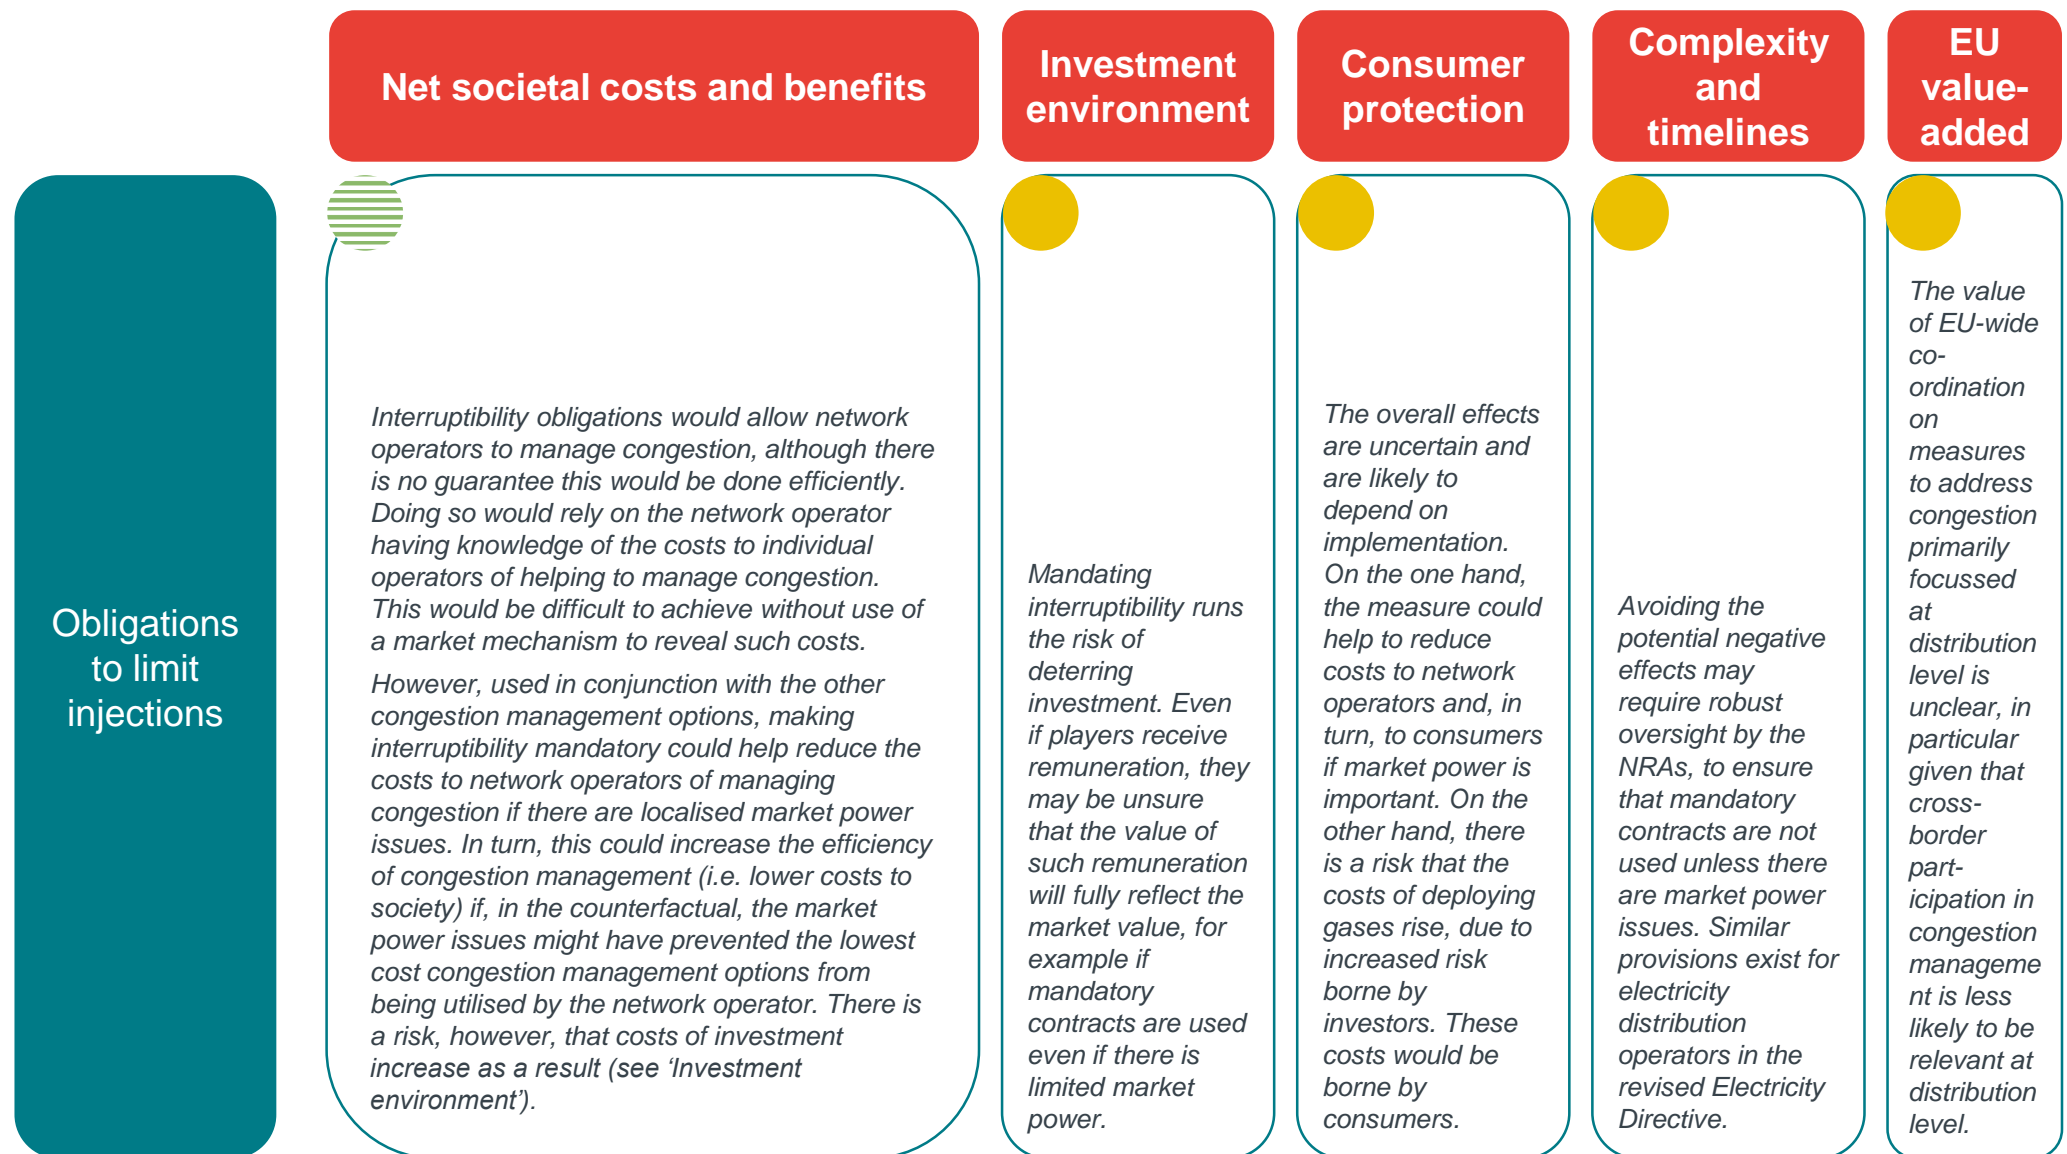 Net societal costs and benefits
Investment
environment
Consumer
protection
Complexity
and
timelines
EU
value-
added
Obligations
to limit
injections
Interruptibility obligations would allow network
operators to manage congestion, although there
is no guarantee this would be done efficiently.
Doing so would rely on the network operator
having knowledge of the costs to individual
operators of helping to manage congestion.
This would be difficult to achieve without use of
a market mechanism to reveal such costs.
However, used in conjunction with the other
congestion management options, making
interruptibility mandatory could help reduce the
costs to network operators of managing
congestion if there are localised market power
issues. In turn, this could increase the efficiency
of congestion management (i.e. lower costs to
society) if, in the counterfactual, the market
power issues might have prevented the lowest
cost congestion management options from
being utilised by the network operator. There is
a risk, however, that costs of investment
increase as a result (see ‘Investment
environment’).
Mandating
interruptibility runs
the risk of
deterring
investment. Even
if players receive
remuneration, they
may be unsure
that the value of
such remuneration
will fully reflect the
market value, for
example if
mandatory
contracts are used
even if there is
limited market
power.
The overall effects
are uncertain and
are likely to
depend on
implementation.
On the one hand,
the measure could
help to reduce
costs to network
operators and, in
turn, to consumers
if market power is
important. On the
other hand, there
is a risk that the
costs of deploying
gases rise, due to
increased risk
borne by
investors. These
costs would be
borne by
consumers.
Avoiding the
potential negative
effects may
require robust
oversight by the
NRAs, to ensure
that mandatory
contracts are not
used unless there
are market power
issues. Similar
provisions exist for
electricity
distribution
operators in the
revised Electricity
Directive.
The value
of EU-wide
co-
ordination
on
measures
to address
congestion
primarily
focussed
at
distribution
level is
unclear, in
particular
given that
cross-
border
part-
icipation in
congestion
manageme
nt is less
likely to be
relevant at
distribution
level.